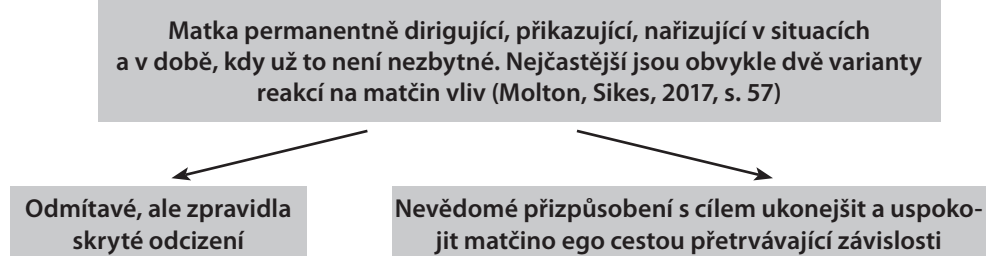 Matka permanentně dirigující, přikazující, nařizující v situacích
a v době, kdy už to není nezbytné. Nejčastější jsou obvykle dvě varianty
reakcí na matčin vliv (Molton, Sikes, 2017, s. 57)
Odmítavé, ale zpravidla
skryté odcizení
Nevědomé přizpůsobení s cílem ukonejšit a uspoko-
jit matčino ego cestou přetrvávající závislosti